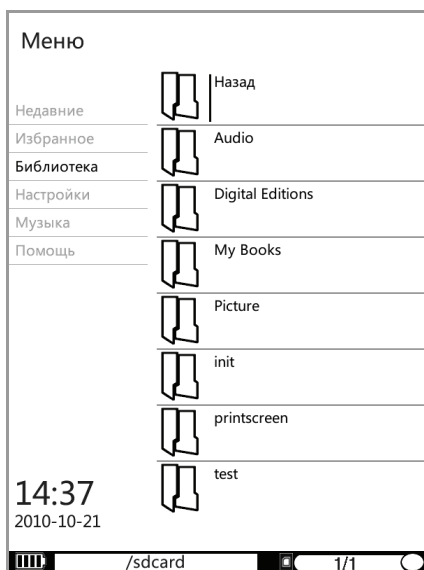 Меню
Недавние
Избранное
Библиотека
Настройки
Музыка
Помощь
Назад
Audio
Digital Editions
My Books
Picture
init
printscreen
test
14:37
2010-10-21
/sdcard
1/1